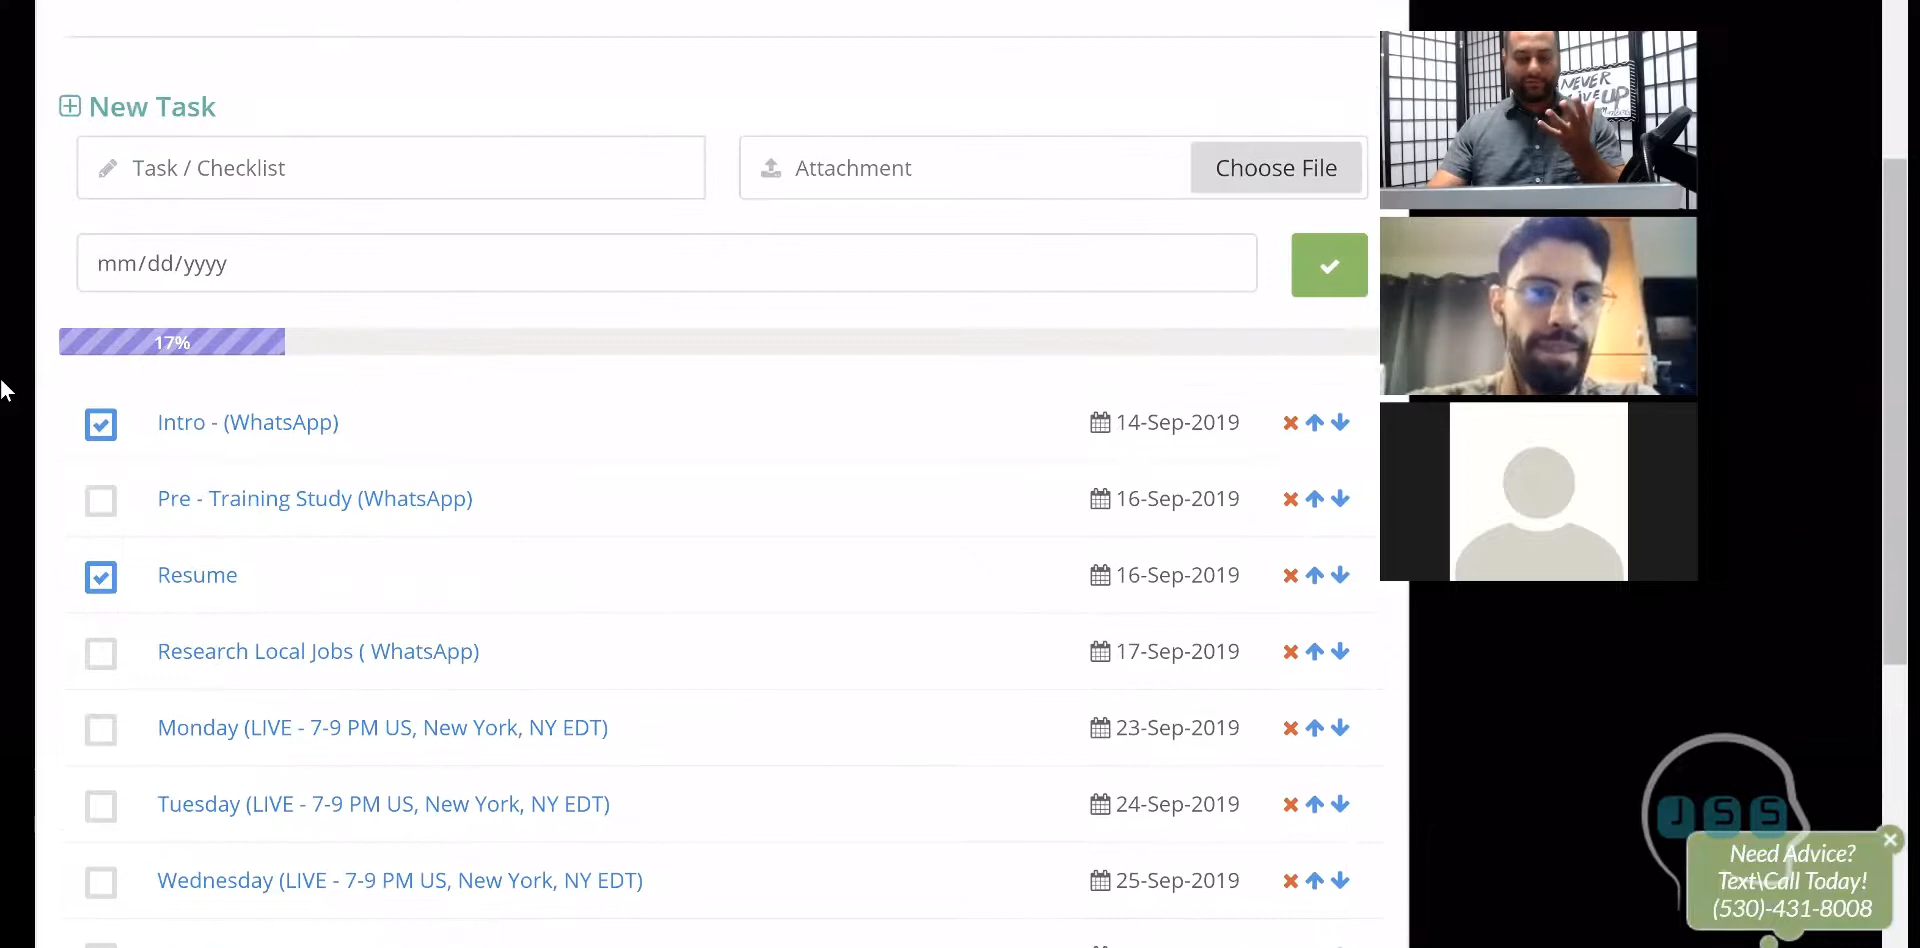 New Task
Task / Checklist
Attachment
Choose File
mm/dd/yyyy
17%
Intro - (WhatsApp) 14-Sep-2019
Pre - Training Study (WhatsApp) 16-Sep-2019
Resume 16-Sep-2019
Research Local Jobs ( WhatsApp) 17-Sep-2019
Monday (LIVE - 7-9 PM US, New York, NY EDT) 23-Sep-2019
Tuesday (LIVE - 7-9 PM US, New York, NY EDT) 24-Sep-2019
Wednesday (LIVE - 7-9 PM US, New York, NY EDT) 25-Sep-2019
NEVER
GIVE UP
JSS
Need Advice?
Text\Call Today!
(530)-431-8008